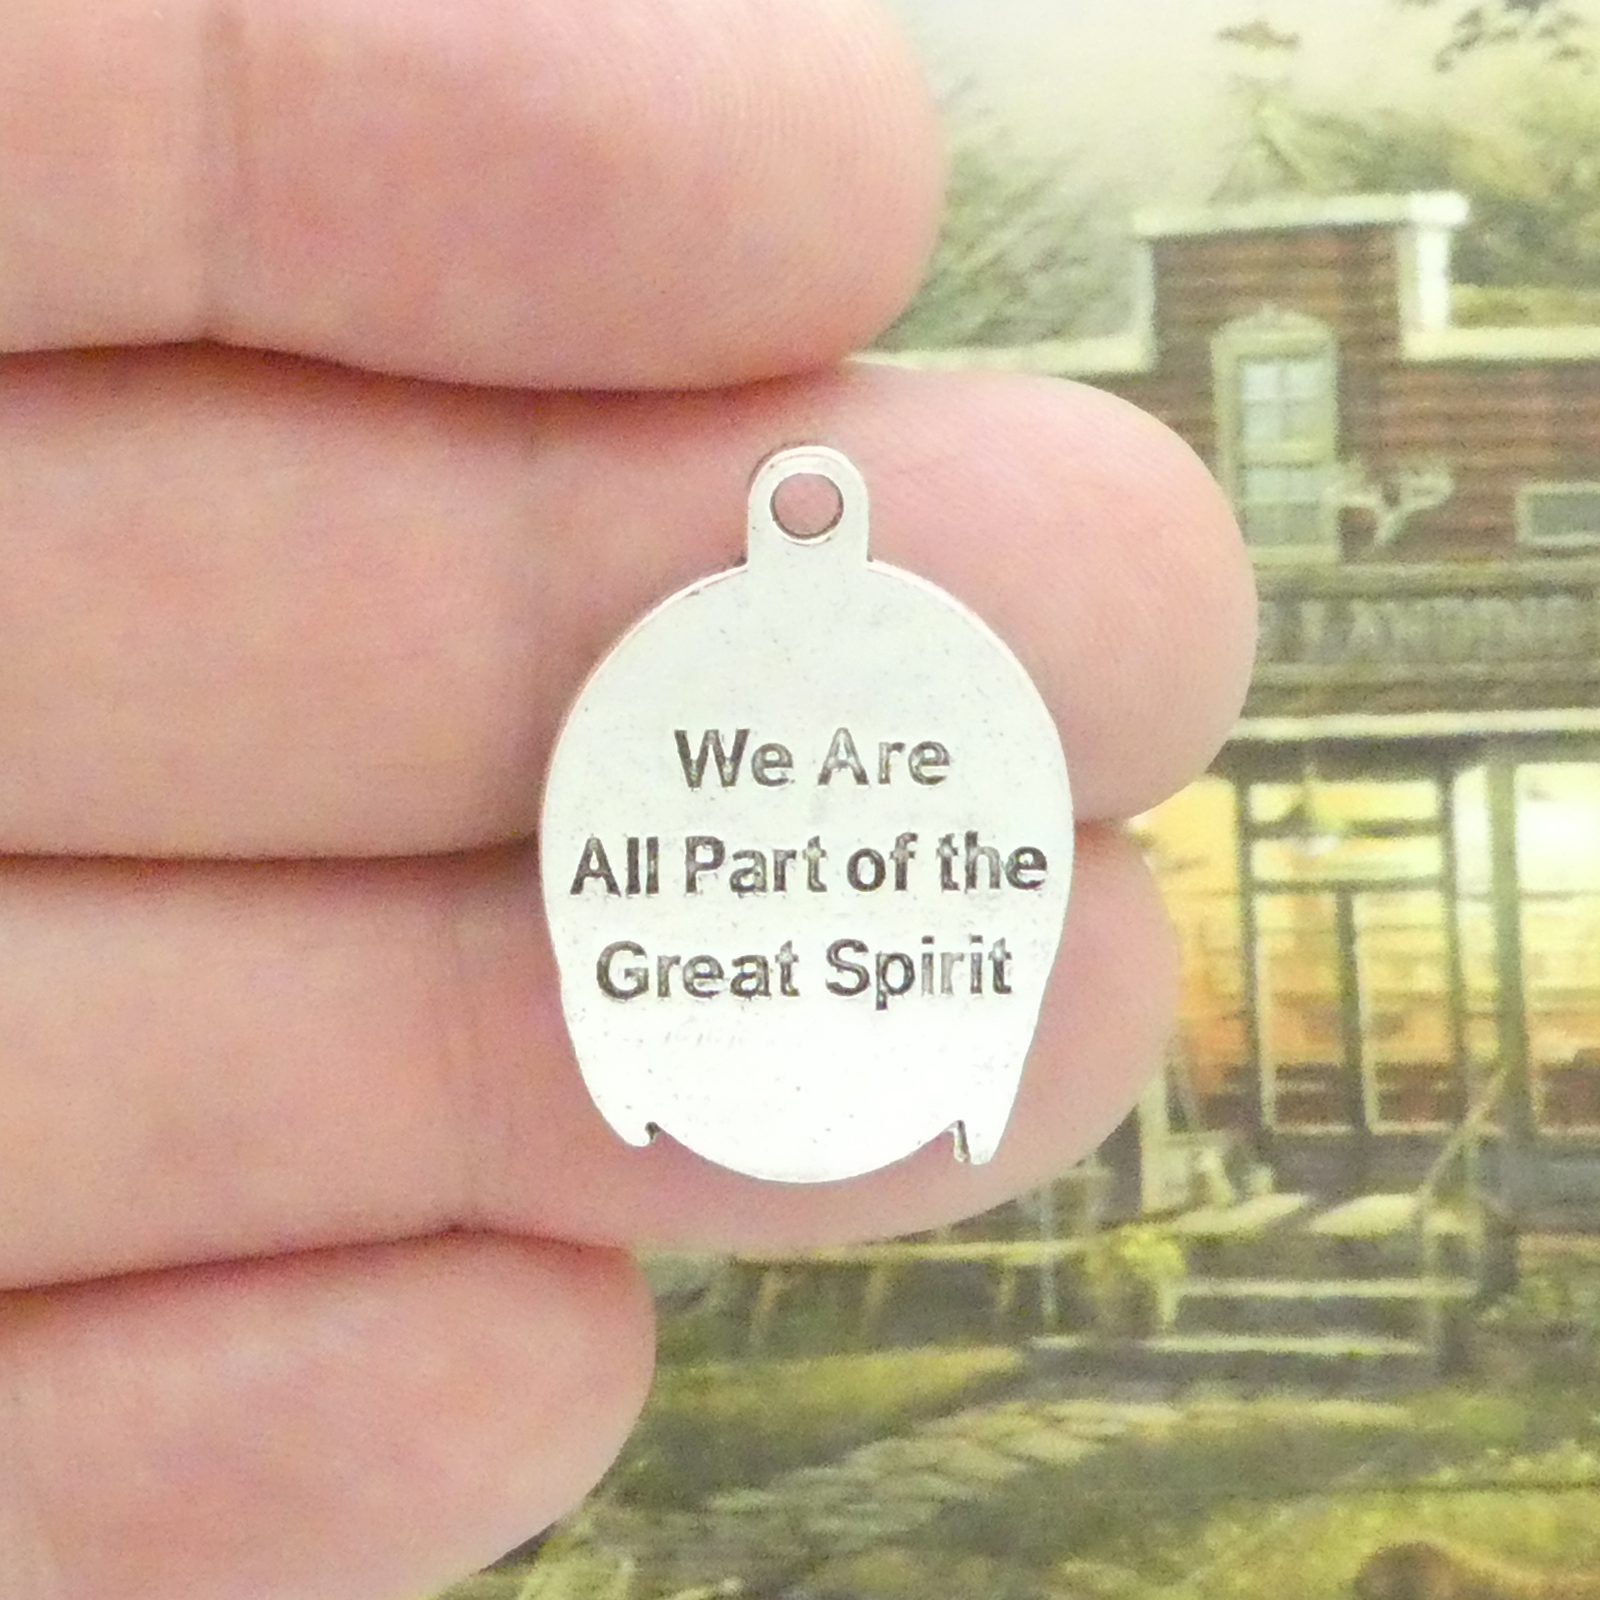 We Are
All Part of the
Great Spirit